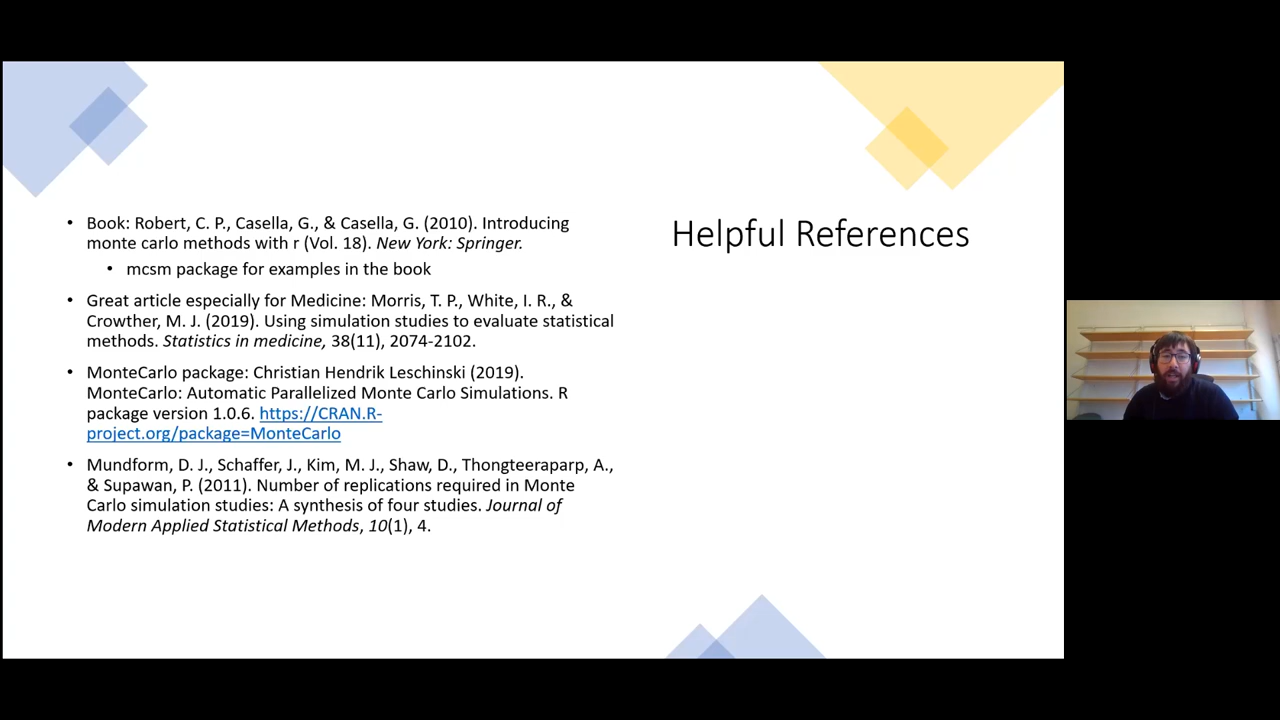 Helpful References
• Book: Robert, C. P., Casella, G., & Casella, G. (2010). Introducing
monte carlo methods with r (Vol. 18). New York: Springer.
• mcsm package for examples in the book
• Great article especially for Medicine: Morris, T. P., White, I. R., &
Crowther, M. J. (2019). Using simulation studies to evaluate statistical
methods. Statistics in medicine, 38(11), 2074-2102.
• MonteCarlo package: Christian Hendrik Leschinski (2019).
MonteCarlo: Automatic Parallelized Monte Carlo Simulations. R
package version 1.0.6. https://CRAN.R-
project.org/package=MonteCarlo
• Mundform, D. J., Schaffer, J., Kim, M. J., Shaw, D., Thongteeraparp, A.,
& Supawan, P. (2011). Number of replications required in Monte
Carlo simulation studies: A synthesis of four studies. Journal of
Modern Applied Statistical Methods, 10(1), 4.